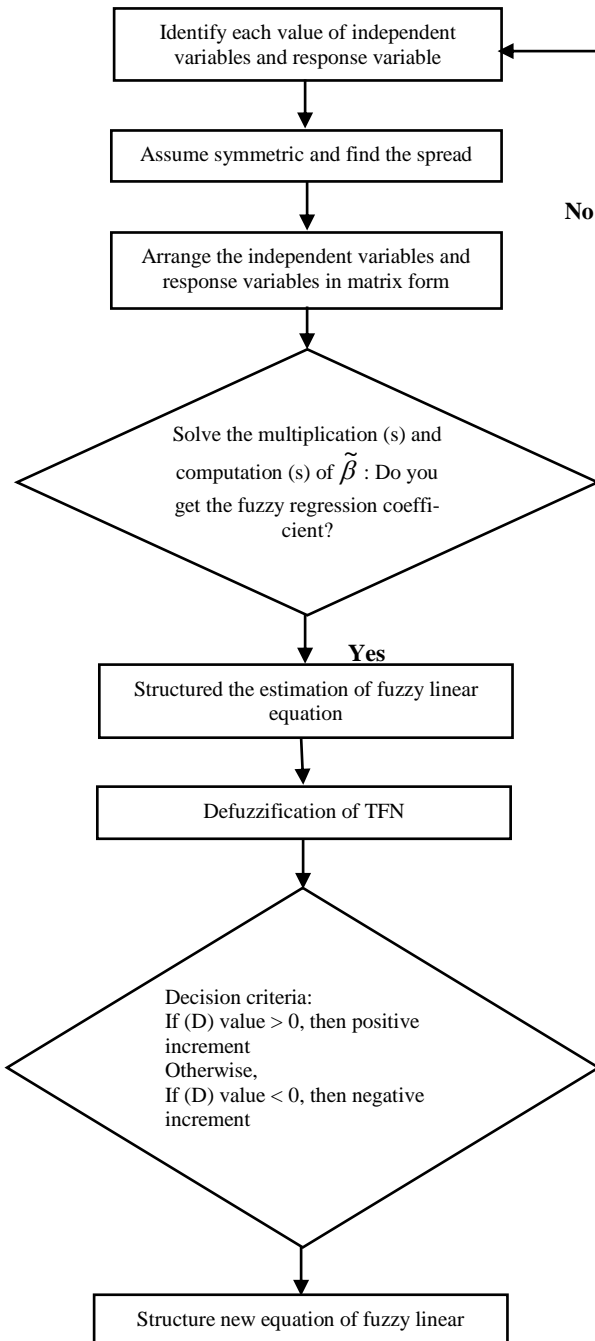 Identify each value of independent
variables and response variable
Assume symmetric and find the spread
No
Arrange the independent variables and
response variables in matrix form
Solve the multiplication (s) and
computation (s) of β̃ : Do you
get the fuzzy regression coeffi-
cient?
Yes
Structured the estimation of fuzzy linear
equation
Defuzzification of TFN
Decision criteria:
If (D) value > 0, then positive
increment
Otherwise,
If (D) value < 0, then negative
increment
Structure new equation of fuzzy linear